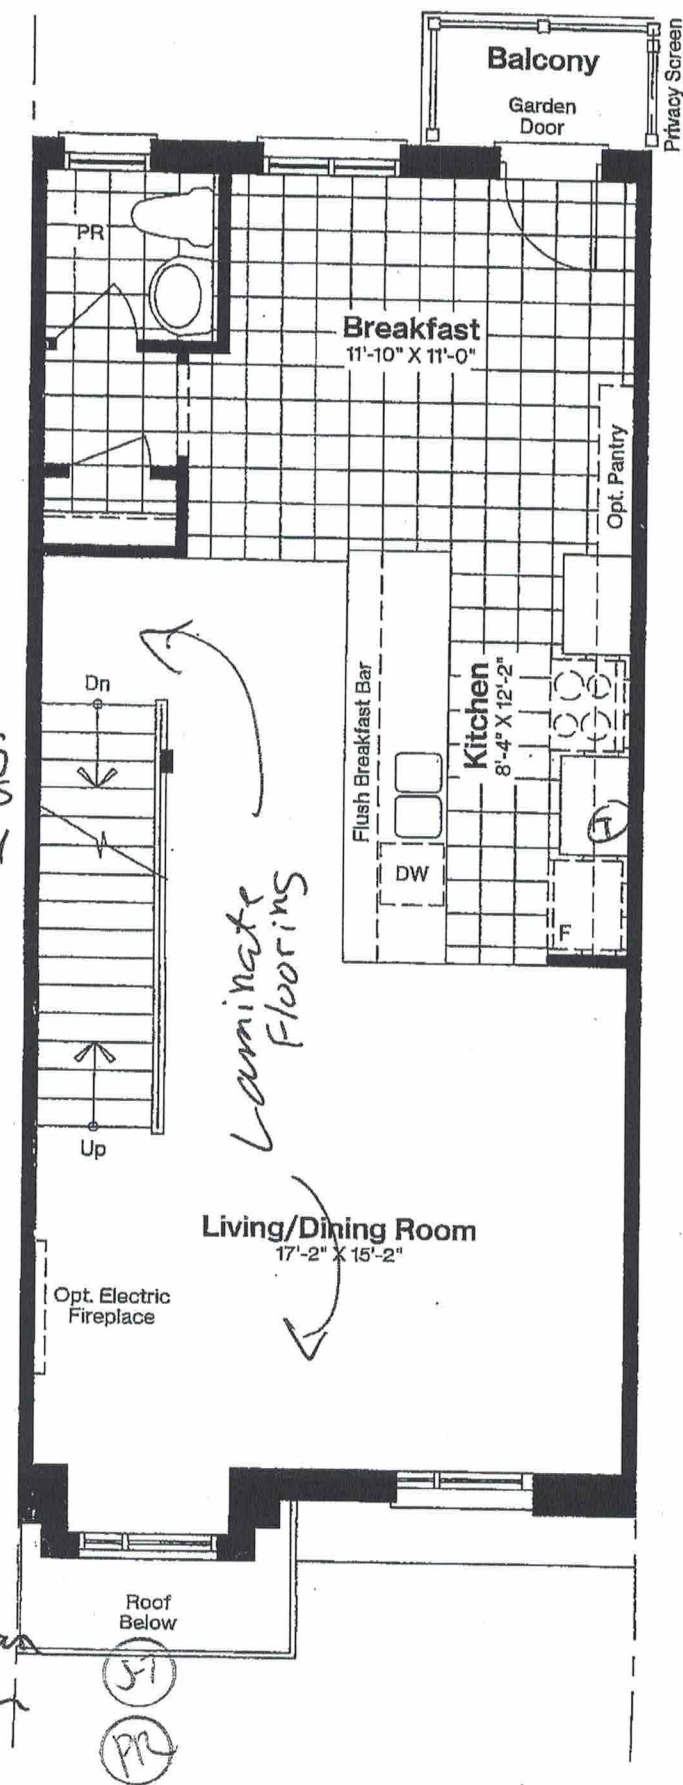 Balcony
Garden
Door
Privacy Screen
PR
Breakfast
11'-10" X 11'-0"
Opt. Pantry
Dn
Flush Breakfast Bar
Kitchen
8'-4" X 12'-2"
DW
F
Laminate
Flooring
Up
Living/Dining Room
17'-2" X 15'-2"
Opt. Electric
Fireplace
Roof
Below
PR